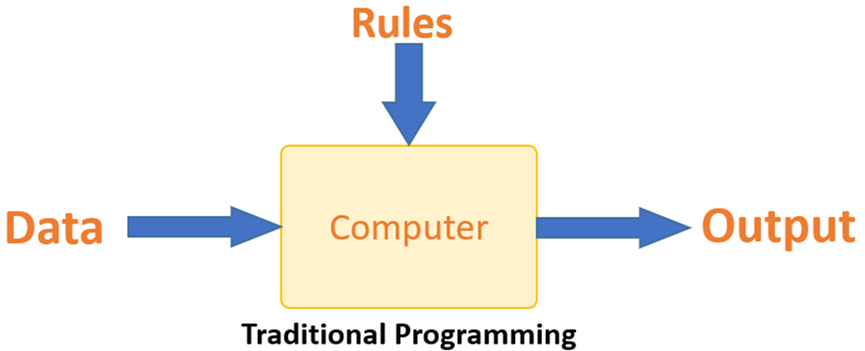 Rules
Data
Computer
Output
Traditional Programming